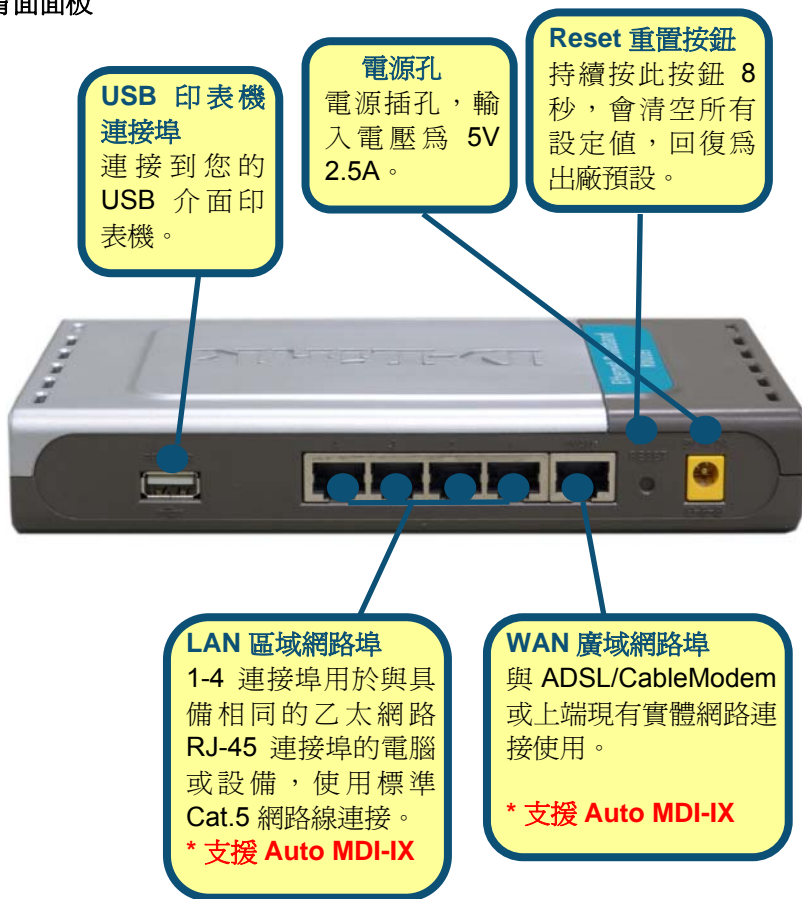 背面面板
Reset 重置按鈕
持續按此按鈕 8
秒,會清空所有
設定值,回復爲
出廠預設。
電源孔
電源插孔,輸
入電壓爲 5V
2.5A。
USB 印表機
連接埠
連接到您的
USB 介面印
表機。
D-Link
Ethernet Broadband
Router
RESET
LAN 區域網路埠
1-4 連接埠用於與具
備相同的乙太網路
RJ-45 連接埠的電腦
或設備,使用標準
Cat.5 網路線連接。
* 支援 Auto MDI-IX
WAN 廣域網路埠
與 ADSL/CableModem
或上端現有實體網路連
接使用。
* 支援 Auto MDI-IX